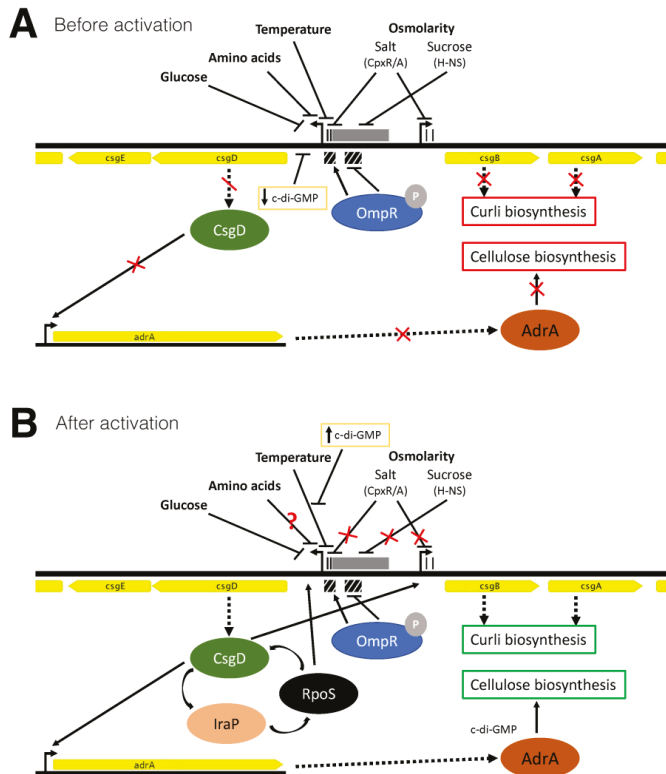 A Before activation
Temperature
Osmolarity
Salt Sucrose
(CpxR/A) (H-NS)
Amino acids
Glucose
csgE csgD csgB csgA
c-di-GMP
OmpR P
CsgD
Curli biosynthesis
Cellulose biosynthesis
AdrA
adrA
B After activation
c-di-GMP
Temperature
Osmolarity
Salt Sucrose
(CpxR/A) (H-NS)
Amino acids
?
Glucose
csgE csgD csgB csgA
P
OmpR
Curli biosynthesis
CsgD
RpoS
Cellulose biosynthesis
IraP
c-di-GMP
AdrA
adrA